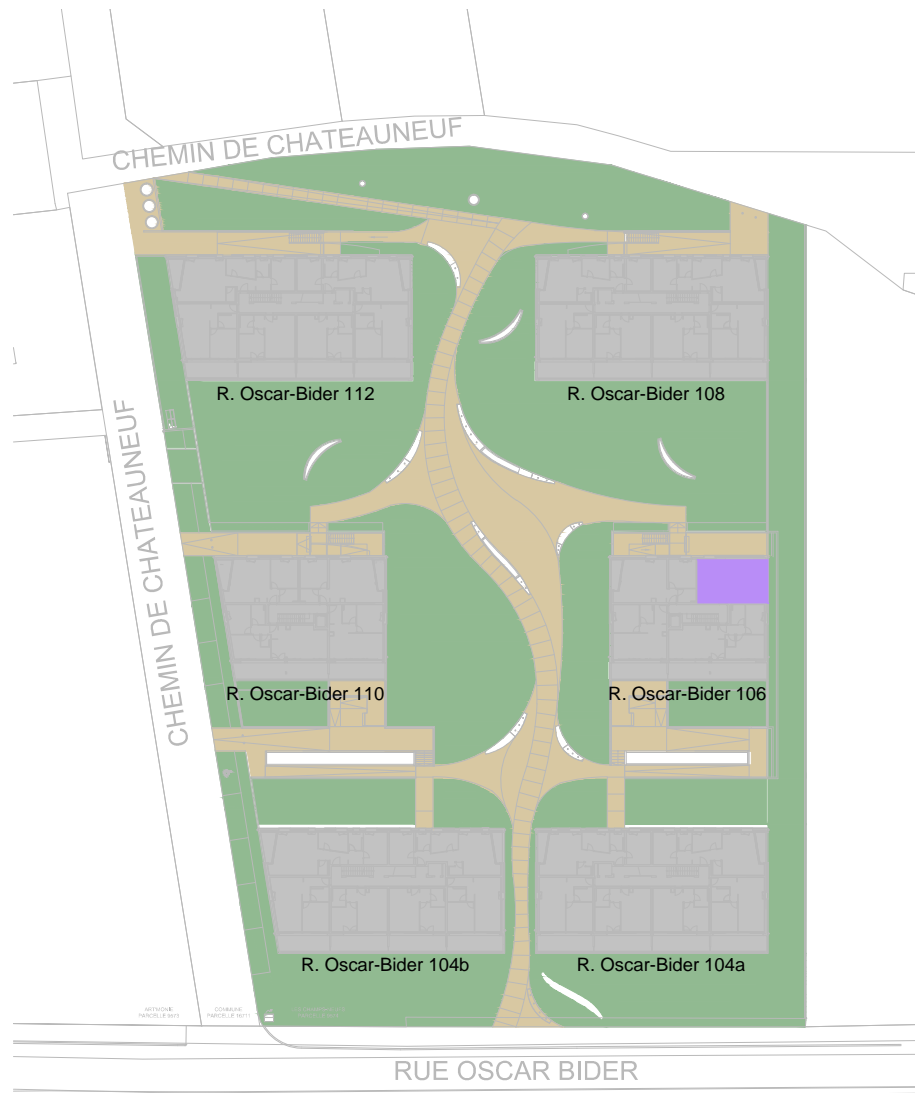 CHEMIN DE CHATEAUNEUF
R. Oscar-Bider 112
R. Oscar-Bider 108
CHEMIN DE CHATEAUNEUF
R. Oscar-Bider 110
R. Oscar-Bider 106
R. Oscar-Bider 104b
R. Oscar-Bider 104a
COMMUNE
RUE OSCAR BIDER